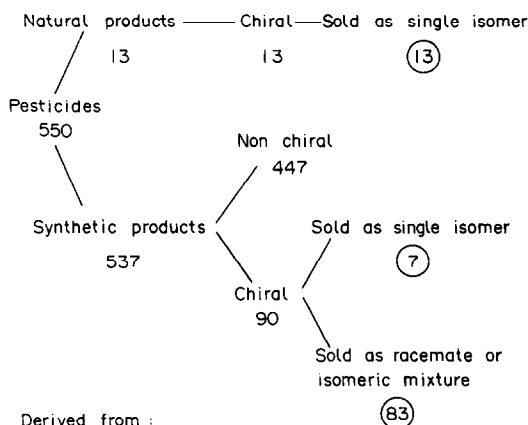 Natural products Chiral Sold as single isomer
13 13 13
Pesticides
550
Non chiral
447
Synthetic products
537
Sold as single isomer
7
Chiral
90
Sold as racemate or
isomeric mixture
83
Derived from :